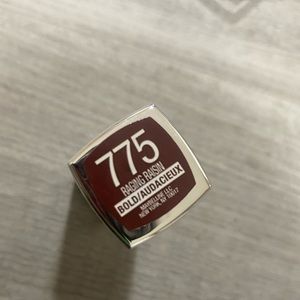 775
RAGING RAISIN
BOLD/AUDACIEUX
MAYBELLINE LLC
NEW YORK, NY 10017